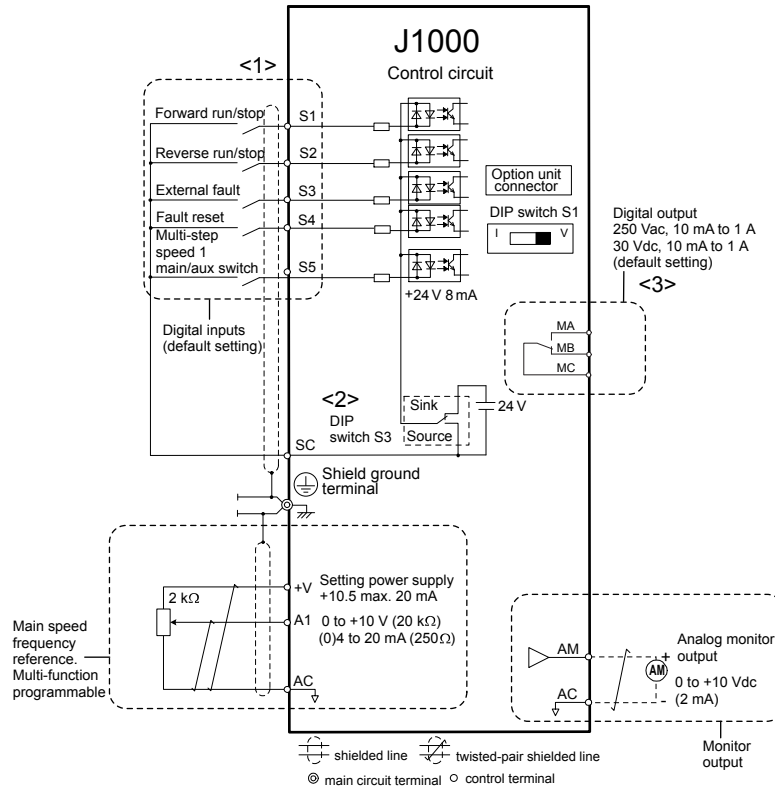 J1000
Control circuit
<1>
Forward run/stop
S1
Reverse run/stop
S2
External fault
S3
Fault reset
S4
Multi-step
speed 1
main/aux switch
S5
Digital inputs
(default setting)
Option unit
connector
DIP switch S1
I
V
+24 V 8 mA
Digital output
250 Vac, 10 mA to 1 A
30 Vdc, 10 mA to 1 A
(default setting)
<3>
MA
MB
MC
<2>
DIP
switch S3
Sink
Source
24 V
SC
Shield ground
terminal
2 kΩ
+V
Setting power supply
+10.5 max. 20 mA
A1
0 to +10 V (20 kΩ)
(0)4 to 20 mA (250Ω)
AC
Main speed
frequency
reference.
Multi-function
programmable
AM
+
AM
Analog monitor
output
0 to +10 Vdc
(2 mA)
AC
-
Monitor
output
shielded line
twisted-pair shielded line
main circuit terminal
control terminal